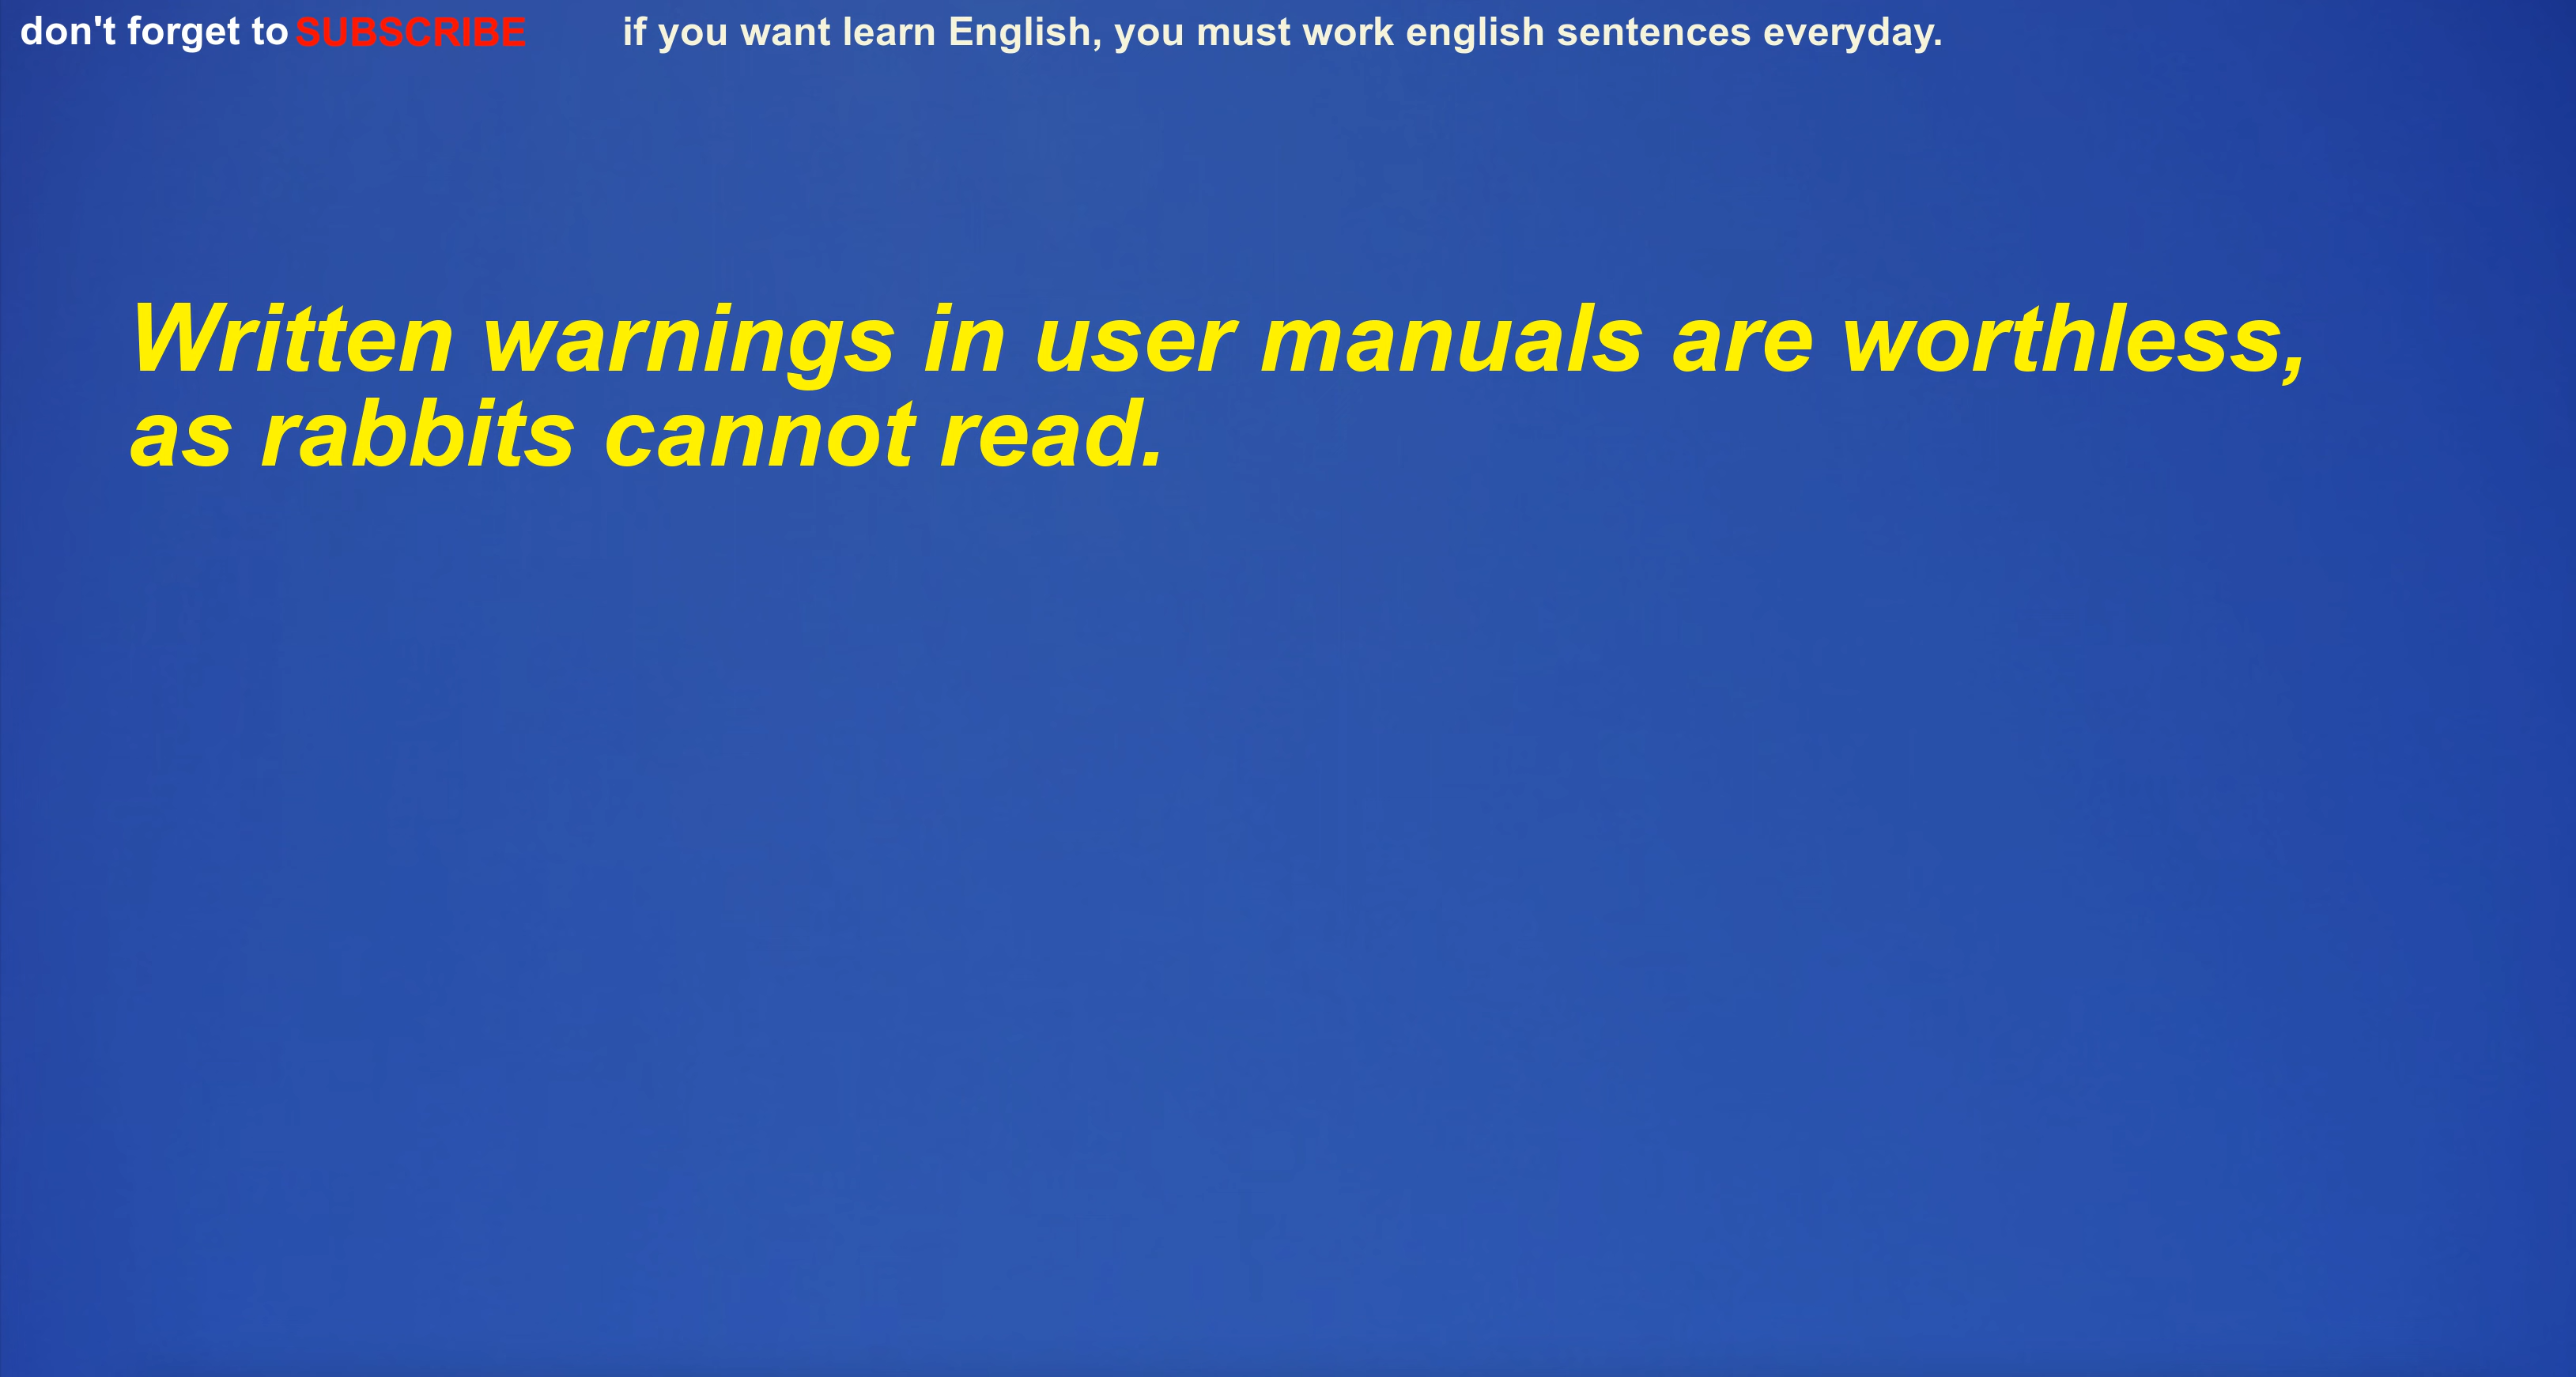 don't forget to SUBSCRIBE if you want learn English, you must work english sentences everyday.
Written warnings in user manuals are worthless,
as rabbits cannot read.